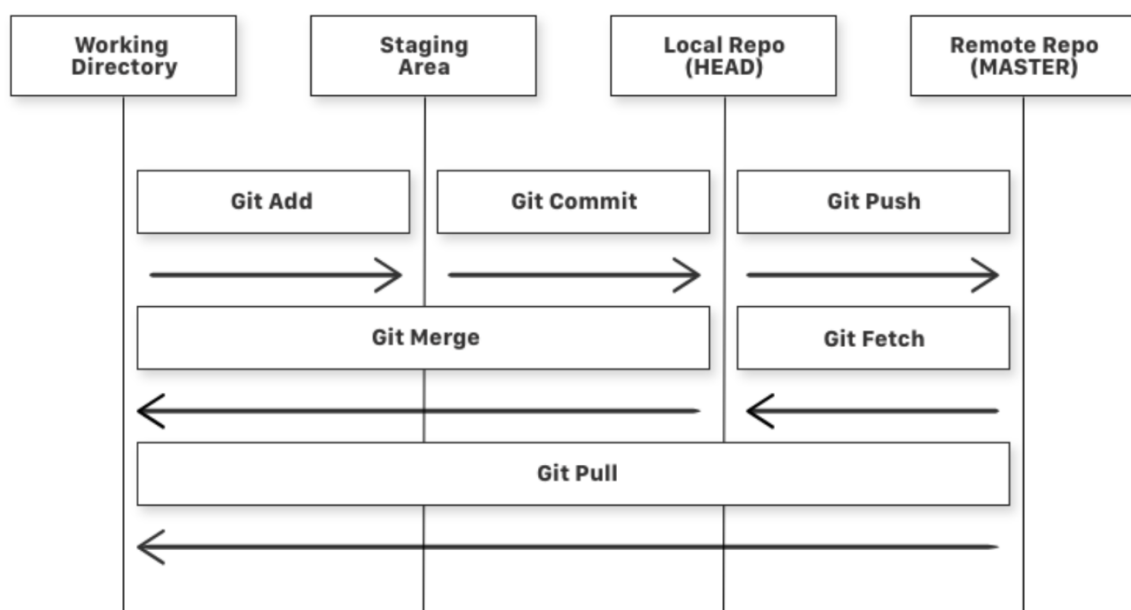 Working
Directory
Staging
Area
Local Repo
(HEAD)
Remote Repo
(MASTER)
Git Add
Git Commit
Git Push
Git Merge
Git Fetch
Git Pull